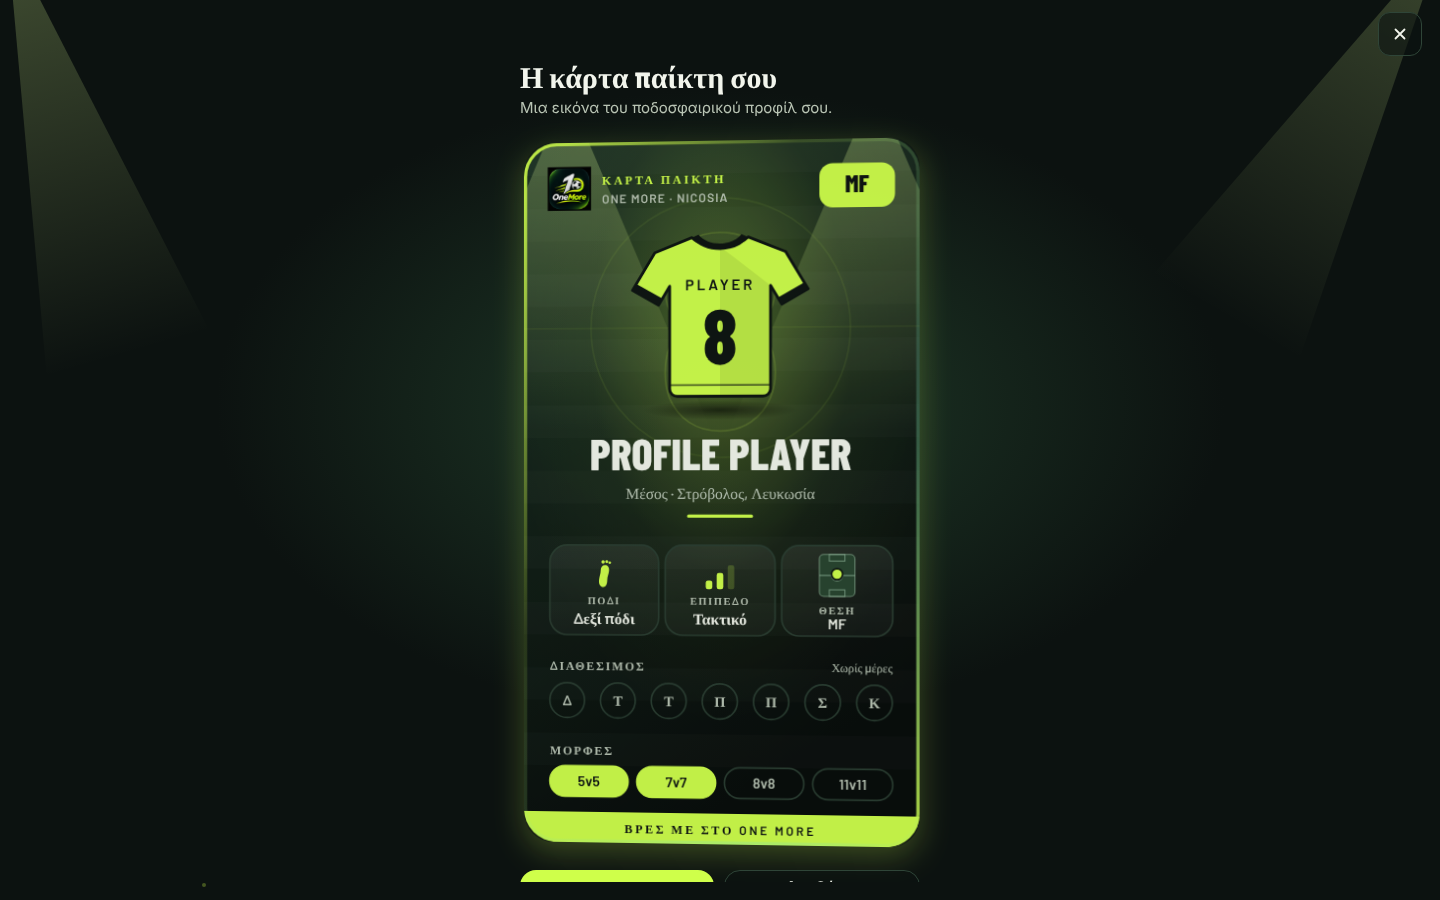 Η κάρτα παίκτη σου
Μια εικόνα του ποδοσφαιρικού προφίλ σου.
OneMore
ΚΑΡΤΑ ΠΑΙΚΤΗ
ONE MORE · NICOSIA
MF
PLAYER
8
PROFILE PLAYER
Μέσος · Στρόβολος, Λευκωσία
ΠΟΔΙ
Δεξί πόδι
ΕΠΙΠΕΔΟ
Τακτικό
ΘΕΣΗ
MF
ΔΙΑΘΕΣΙΜΟΣ
Χωρίς μέρες
Δ Τ Τ Π Π Σ Κ
ΜΟΡΦΕΣ
5v5 7v7 8v8 11v11
ΒΡΕΣ ΜΕ ΣΤΟ ONE MORE